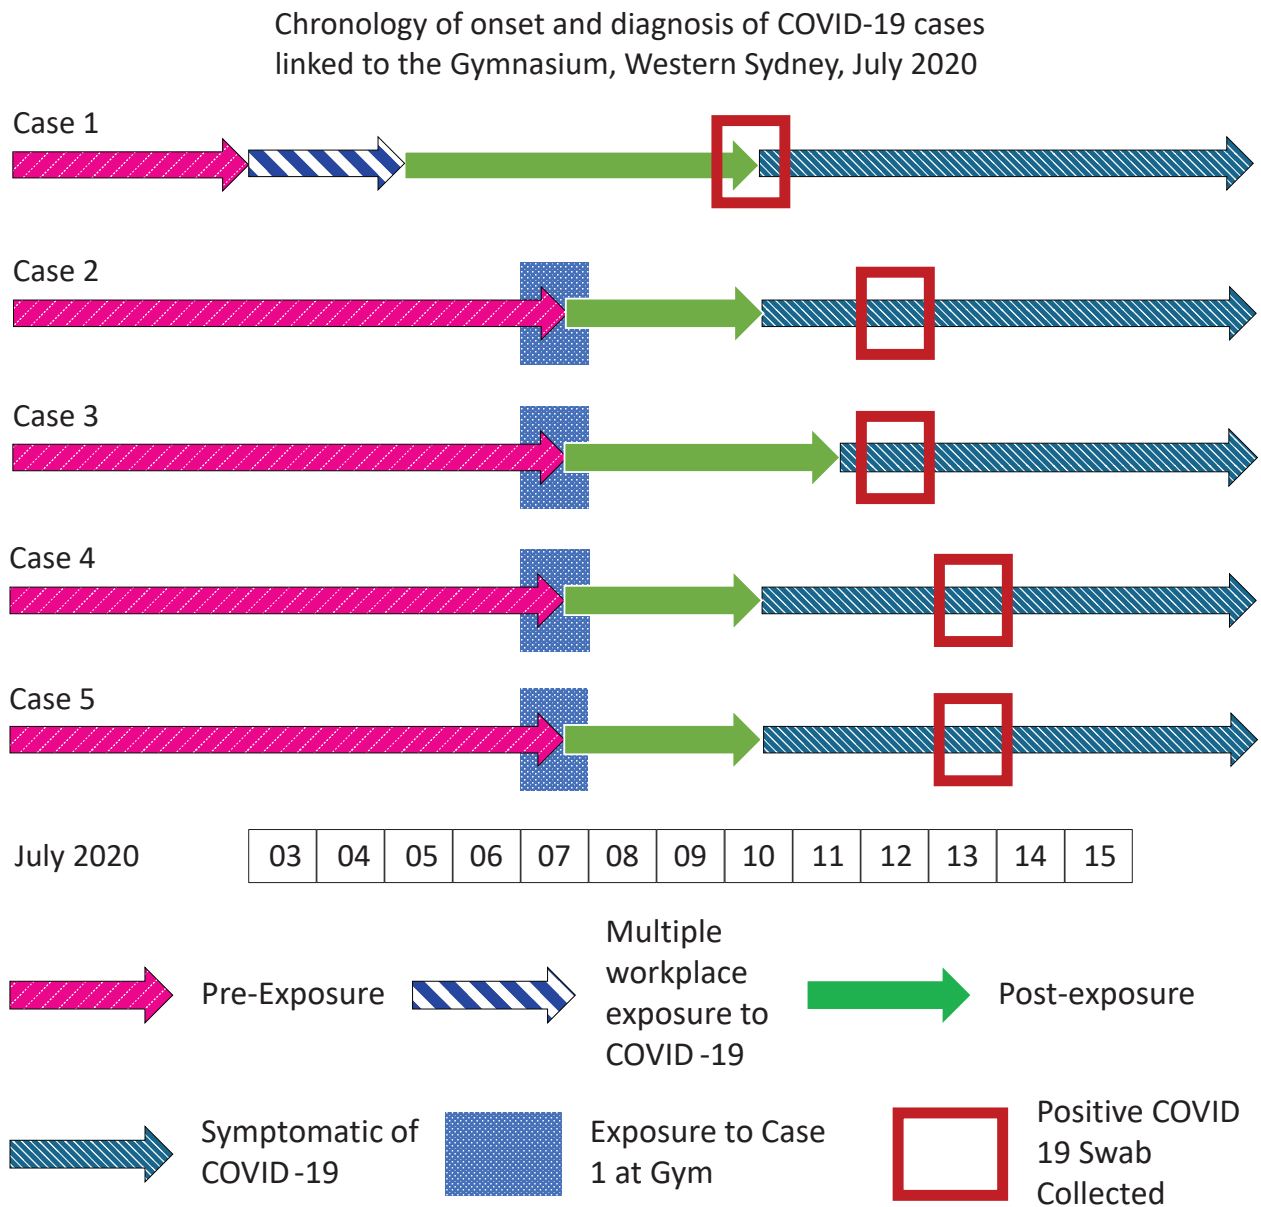 Chronology of onset and diagnosis of COVID-19 cases
linked to the Gymnasium, Western Sydney, July 2020
Case 1
Case 2
Case 3
Case 4
Case 5
July 2020 03 04 05 06 07 08 09 10 11 12 13 14 15
Pre-Exposure
Multiple
workplace
exposure to
COVID -19
Post-exposure
Symptomatic of
COVID -19
Exposure to Case
1 at Gym
Positive COVID
19 Swab
Collected